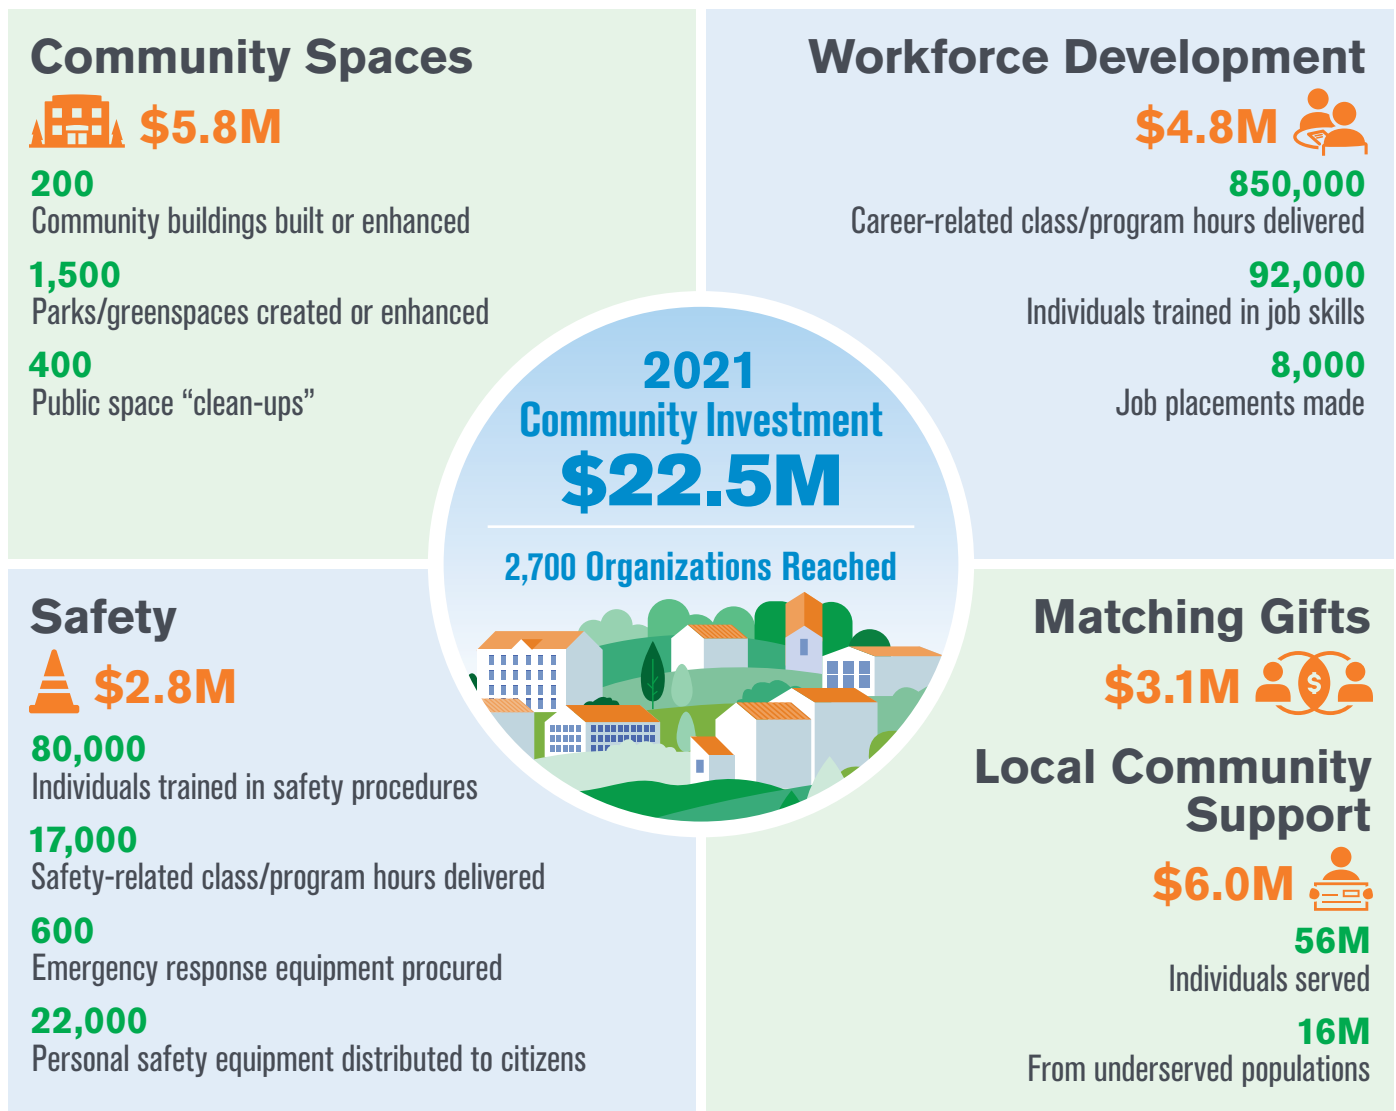 Community Spaces
$5.8M
200
Community buildings built or enhanced
1,500
Parks/greenspaces created or enhanced
400
Public space “clean-ups”
Workforce Development
$4.8M
850,000
Career-related class/program hours delivered
92,000
Individuals trained in job skills
8,000
Job placements made
2021
Community Investment
$22.5M
2,700 Organizations Reached
Safety
$2.8M
80,000
Individuals trained in safety procedures
17,000
Safety-related class/program hours delivered
600
Emergency response equipment procured
22,000
Personal safety equipment distributed to citizens
Matching Gifts
$3.1M
$
Local Community
Support
$6.0M
56M
Individuals served
16M
From underserved populations